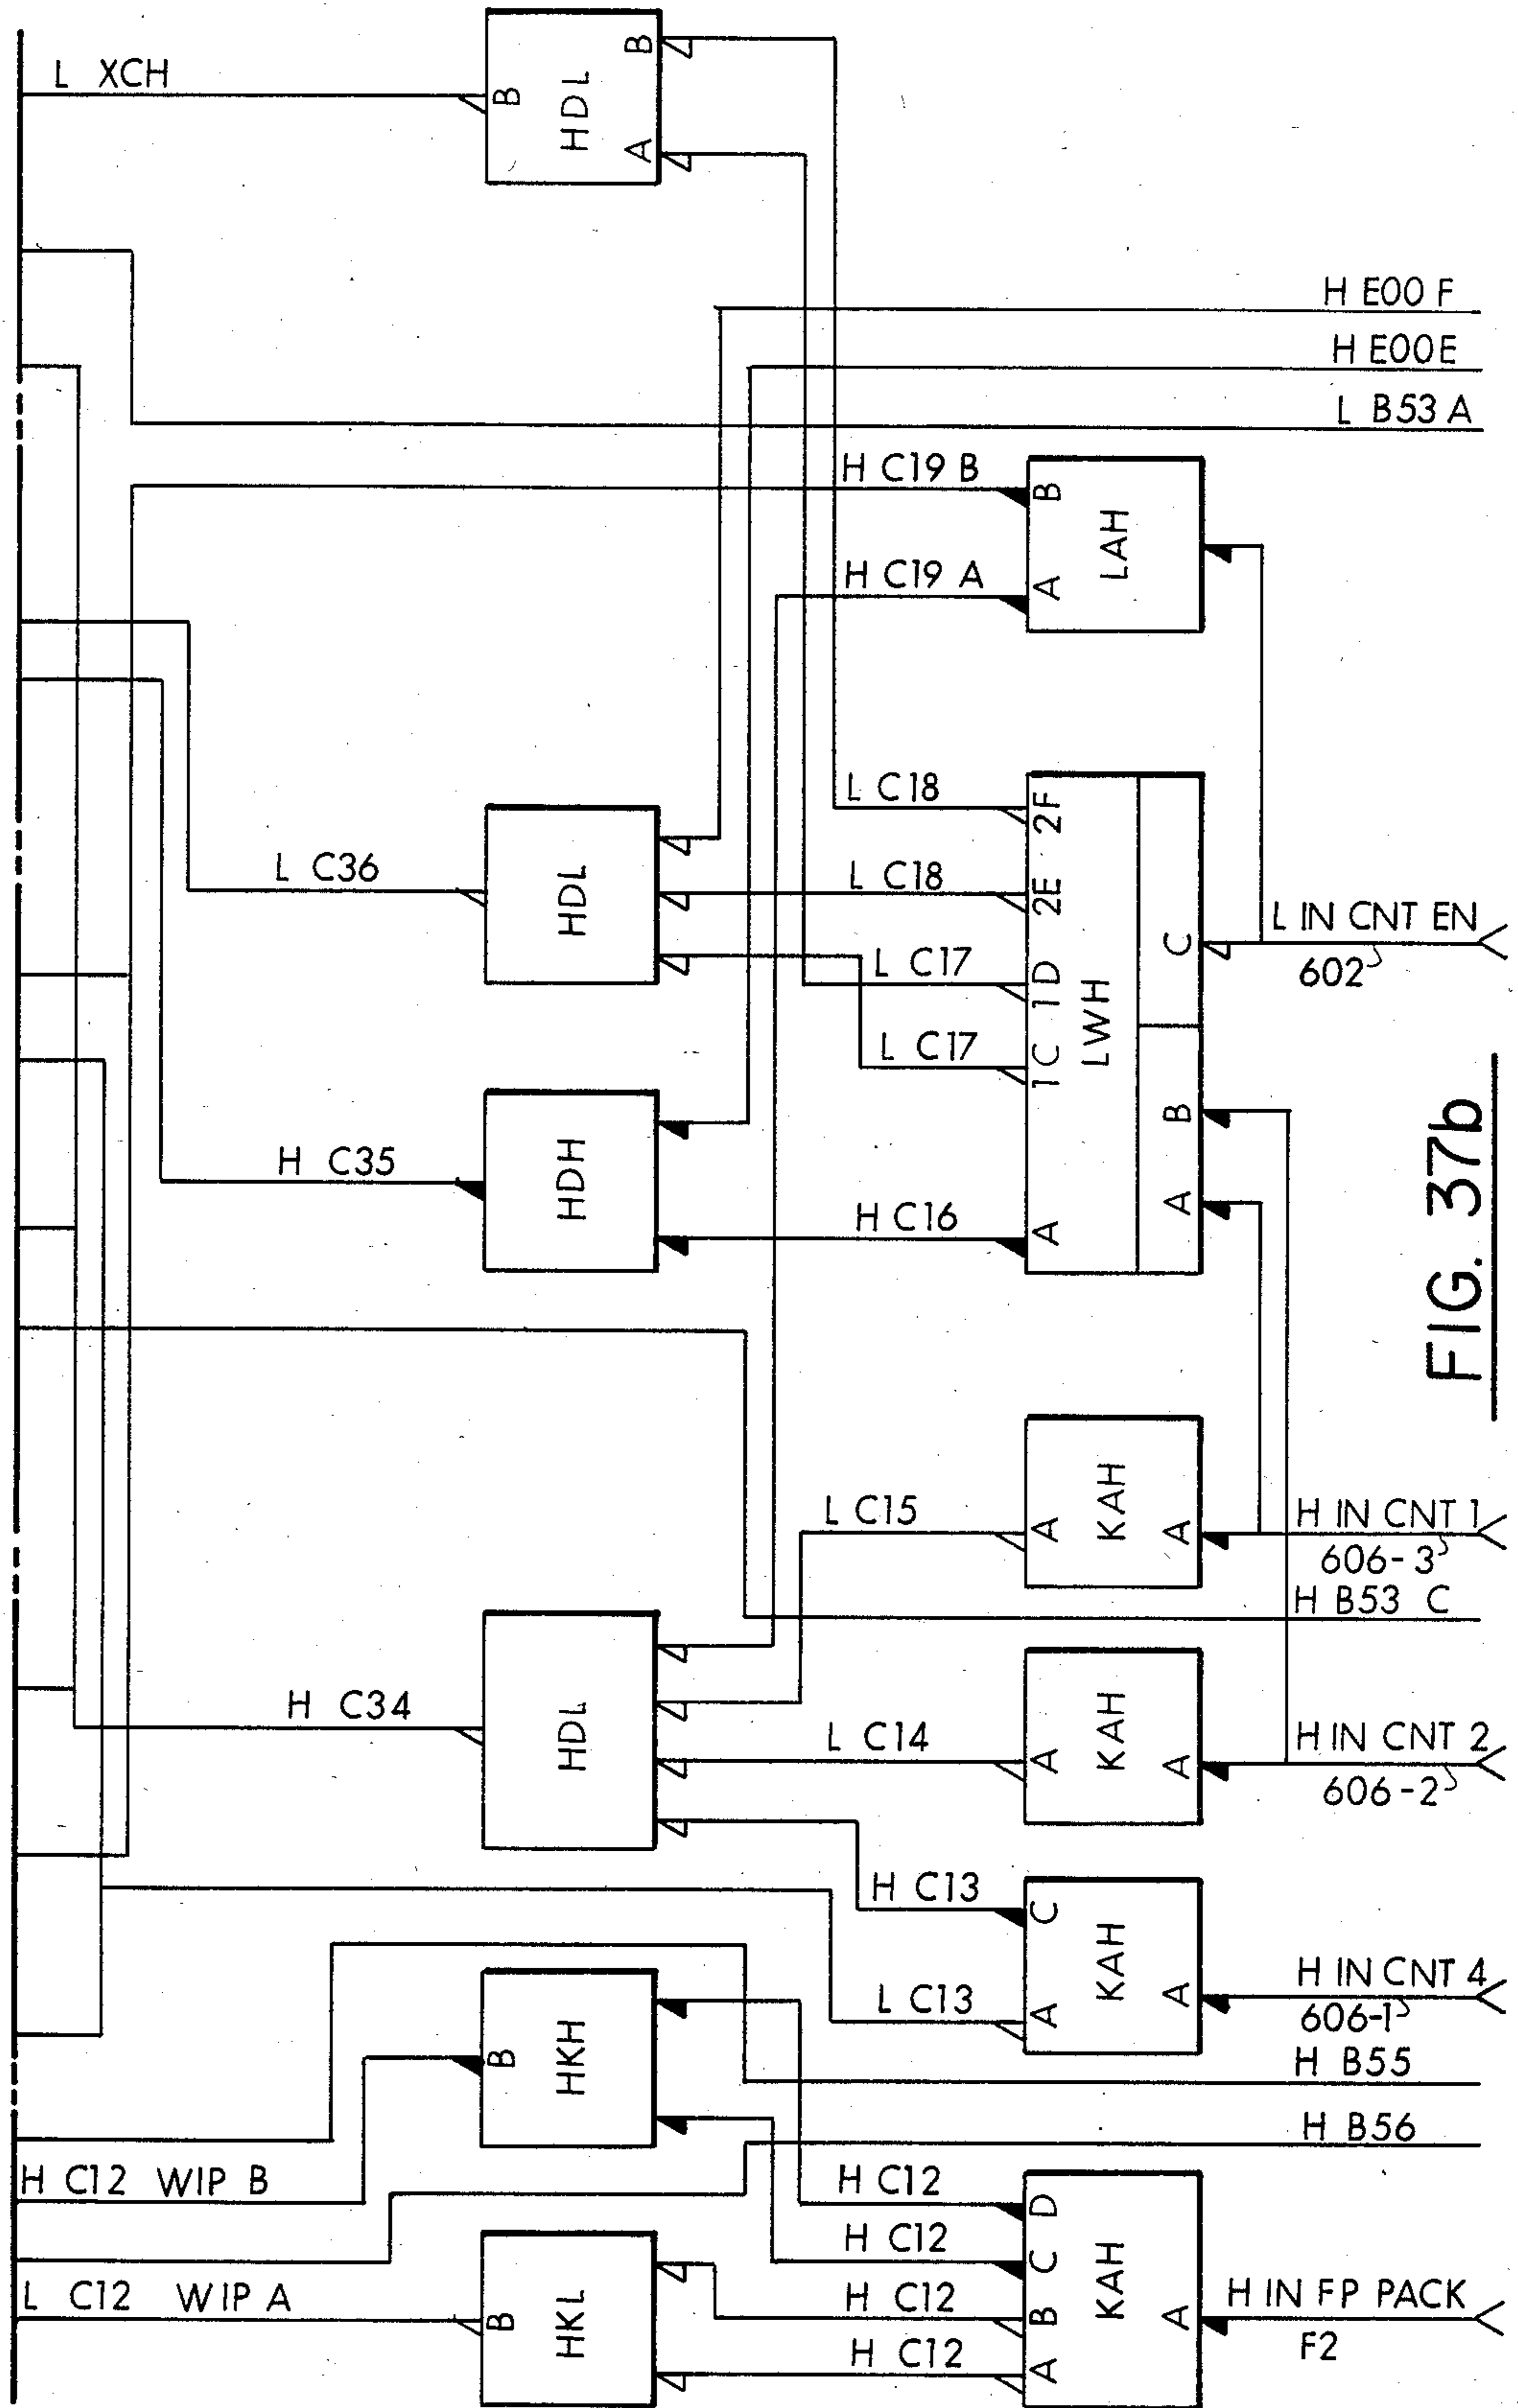 L XCH
B
HDL
A
B
H E00 F
H E00E
L B53 A
H C19 B
B
LAH
H C19 A
A
L C18
2F
L C36
HDL
L C18
2E
L C17
1D
LWH
C
L IN CNT EN
602
L C17
1C
B
H C35
HDH
H C16
A
A
FIG. 37b
L C15
A
KAH
A
H IN CNT 1
606-3
H B53 C
H C34
HDL
L C14
A
KAH
A
H IN CNT 2
606-2
H C13
C
KAH
L C13
A
A
H IN CNT 4
606-1
B
HKH
H B55
H B56
H C12 WIP B
H C12
D
H C12
C
KAH
L C12 WIP A
B
HKL
H C12
B
A
H IN FP PACK
F2
H C12
A